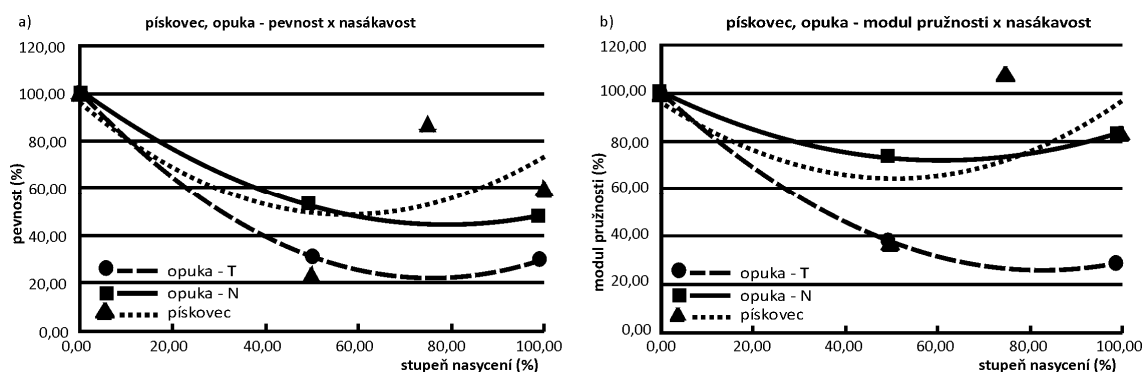 a)
pískovec, opuka - pevnost x nasákavost
120,00
100,00
80,00
60,00
40,00
20,00
0,00
pevnost (%)
opuka - T
opuka - N
pískovec
0,00 20,00 40,00 60,00 80,00 100,00
stupeň nasycení (%)
b)
pískovec, opuka - modul pružnosti x nasákavost
120,00
100,00
80,00
60,00
40,00
20,00
0,00
modul pružnosti (%)
opuka - T
opuka - N
pískovec
0,00 20,00 40,00 60,00 80,00 100,00
stupeň nasycení (%)